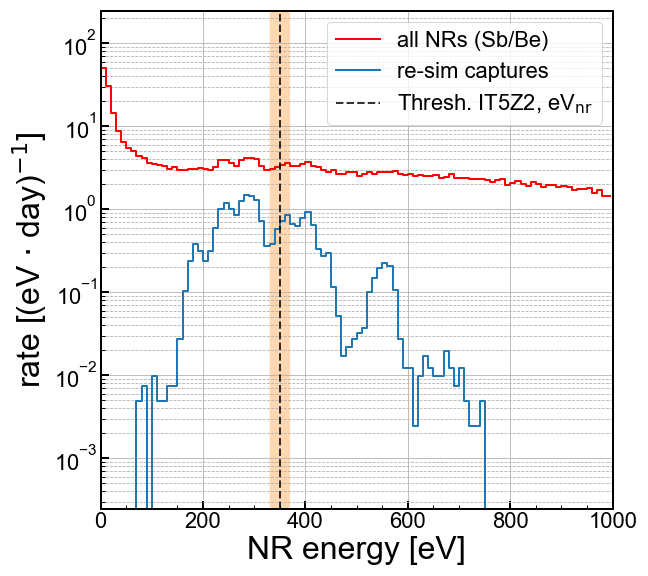 all NRs (Sb/Be)
re-sim captures
Thresh. IT5Z2, eVnr
rate [(eV · day)⁻¹]
10²
10¹
10⁰
10⁻¹
10⁻²
10⁻³
0 200 400 600 800 1000
NR energy [eV]